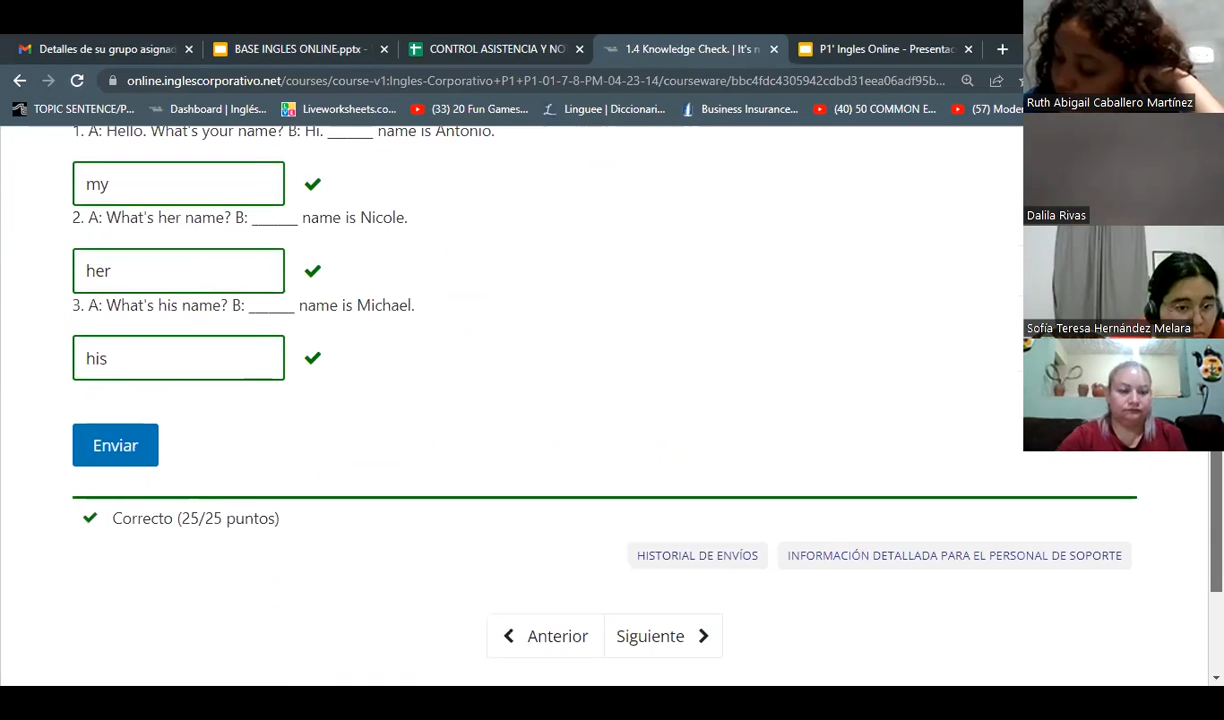 Detalles de su grupo asignad
BASE INGLES ONLINE.pptx -
CONTROL ASISTENCIA Y NO
1.4 Knowledge Check. | It's n
P1' Ingles Online - Presentac
online.inglescorporativo.net/courses/course-v1:Ingles-Corporativo+P1+P1-01-7-8-PM-04-23-14/courseware/bbc4fdc4305942cdbd31eea06adf95b...
TOPIC SENTENCE/P...
Dashboard | Inglés...
Liveworksheets.co...
(33) 20 Fun Games...
Linguee | Diccionari...
Business Insurance...
(40) 50 COMMON E...
(57) Moder
1. A: Hello. What's your name? B: Hi. ______ name is Antonio.
my
2. A: What's her name? B: ______ name is Nicole.
her
3. A: What's his name? B: ______ name is Michael.
his
Enviar
Correcto (25/25 puntos)
HISTORIAL DE ENVÍOS
INFORMACIÓN DETALLADA PARA EL PERSONAL DE SOPORTE
Anterior
Siguiente
Ruth Abigail Caballero Martínez
Dalila Rivas
Sofía Teresa Hernández Melara